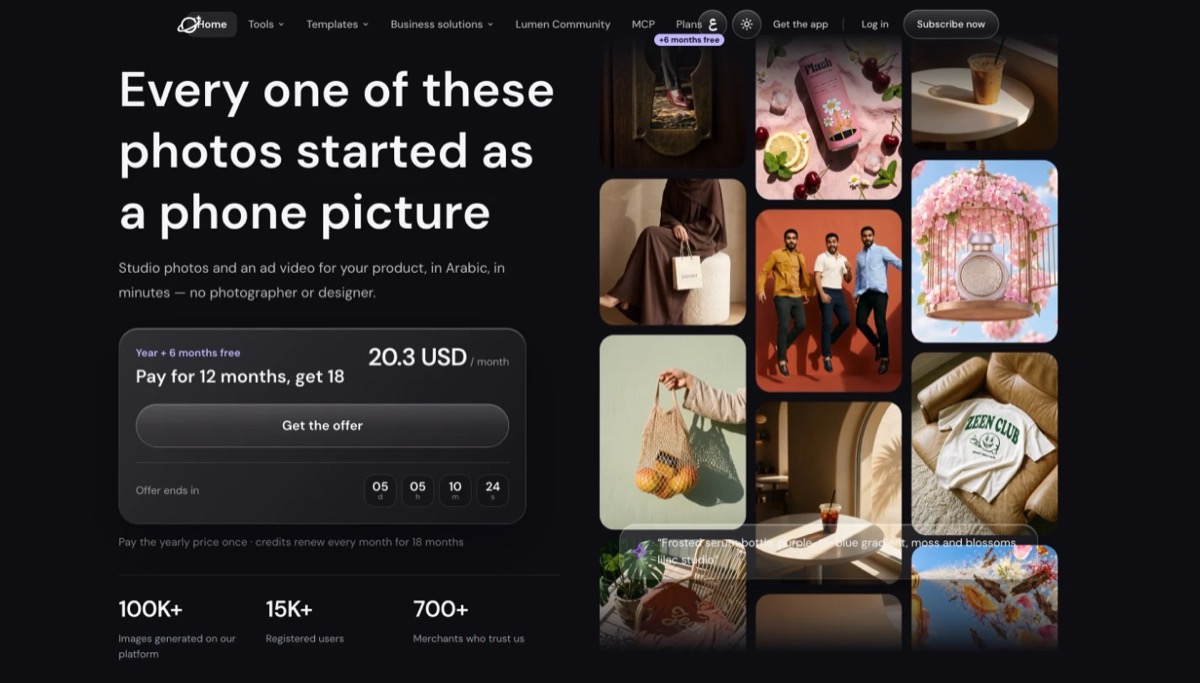 Home
Tools
Templates
Business solutions
Lumen Community
MCP
Plans
+6 months free
ع
Get the app
Log in
Subscribe now
Every one of these
photos started as
a phone picture
Studio photos and an ad video for your product, in Arabic, in
minutes — no photographer or designer.
Year + 6 months free
Pay for 12 months, get 18
20.3 USD / month
Get the offer
Offer ends in
05 d
05 h
10 m
24 s
Pay the yearly price once · credits renew every month for 18 months
100K+
Images generated on our
platform
15K+
Registered users
700+
Merchants who trust us
Plush
ZEEN CLUB
"Frosted serum bottle, purple-to-blue gradient, moss and blossoms
lilac studio"